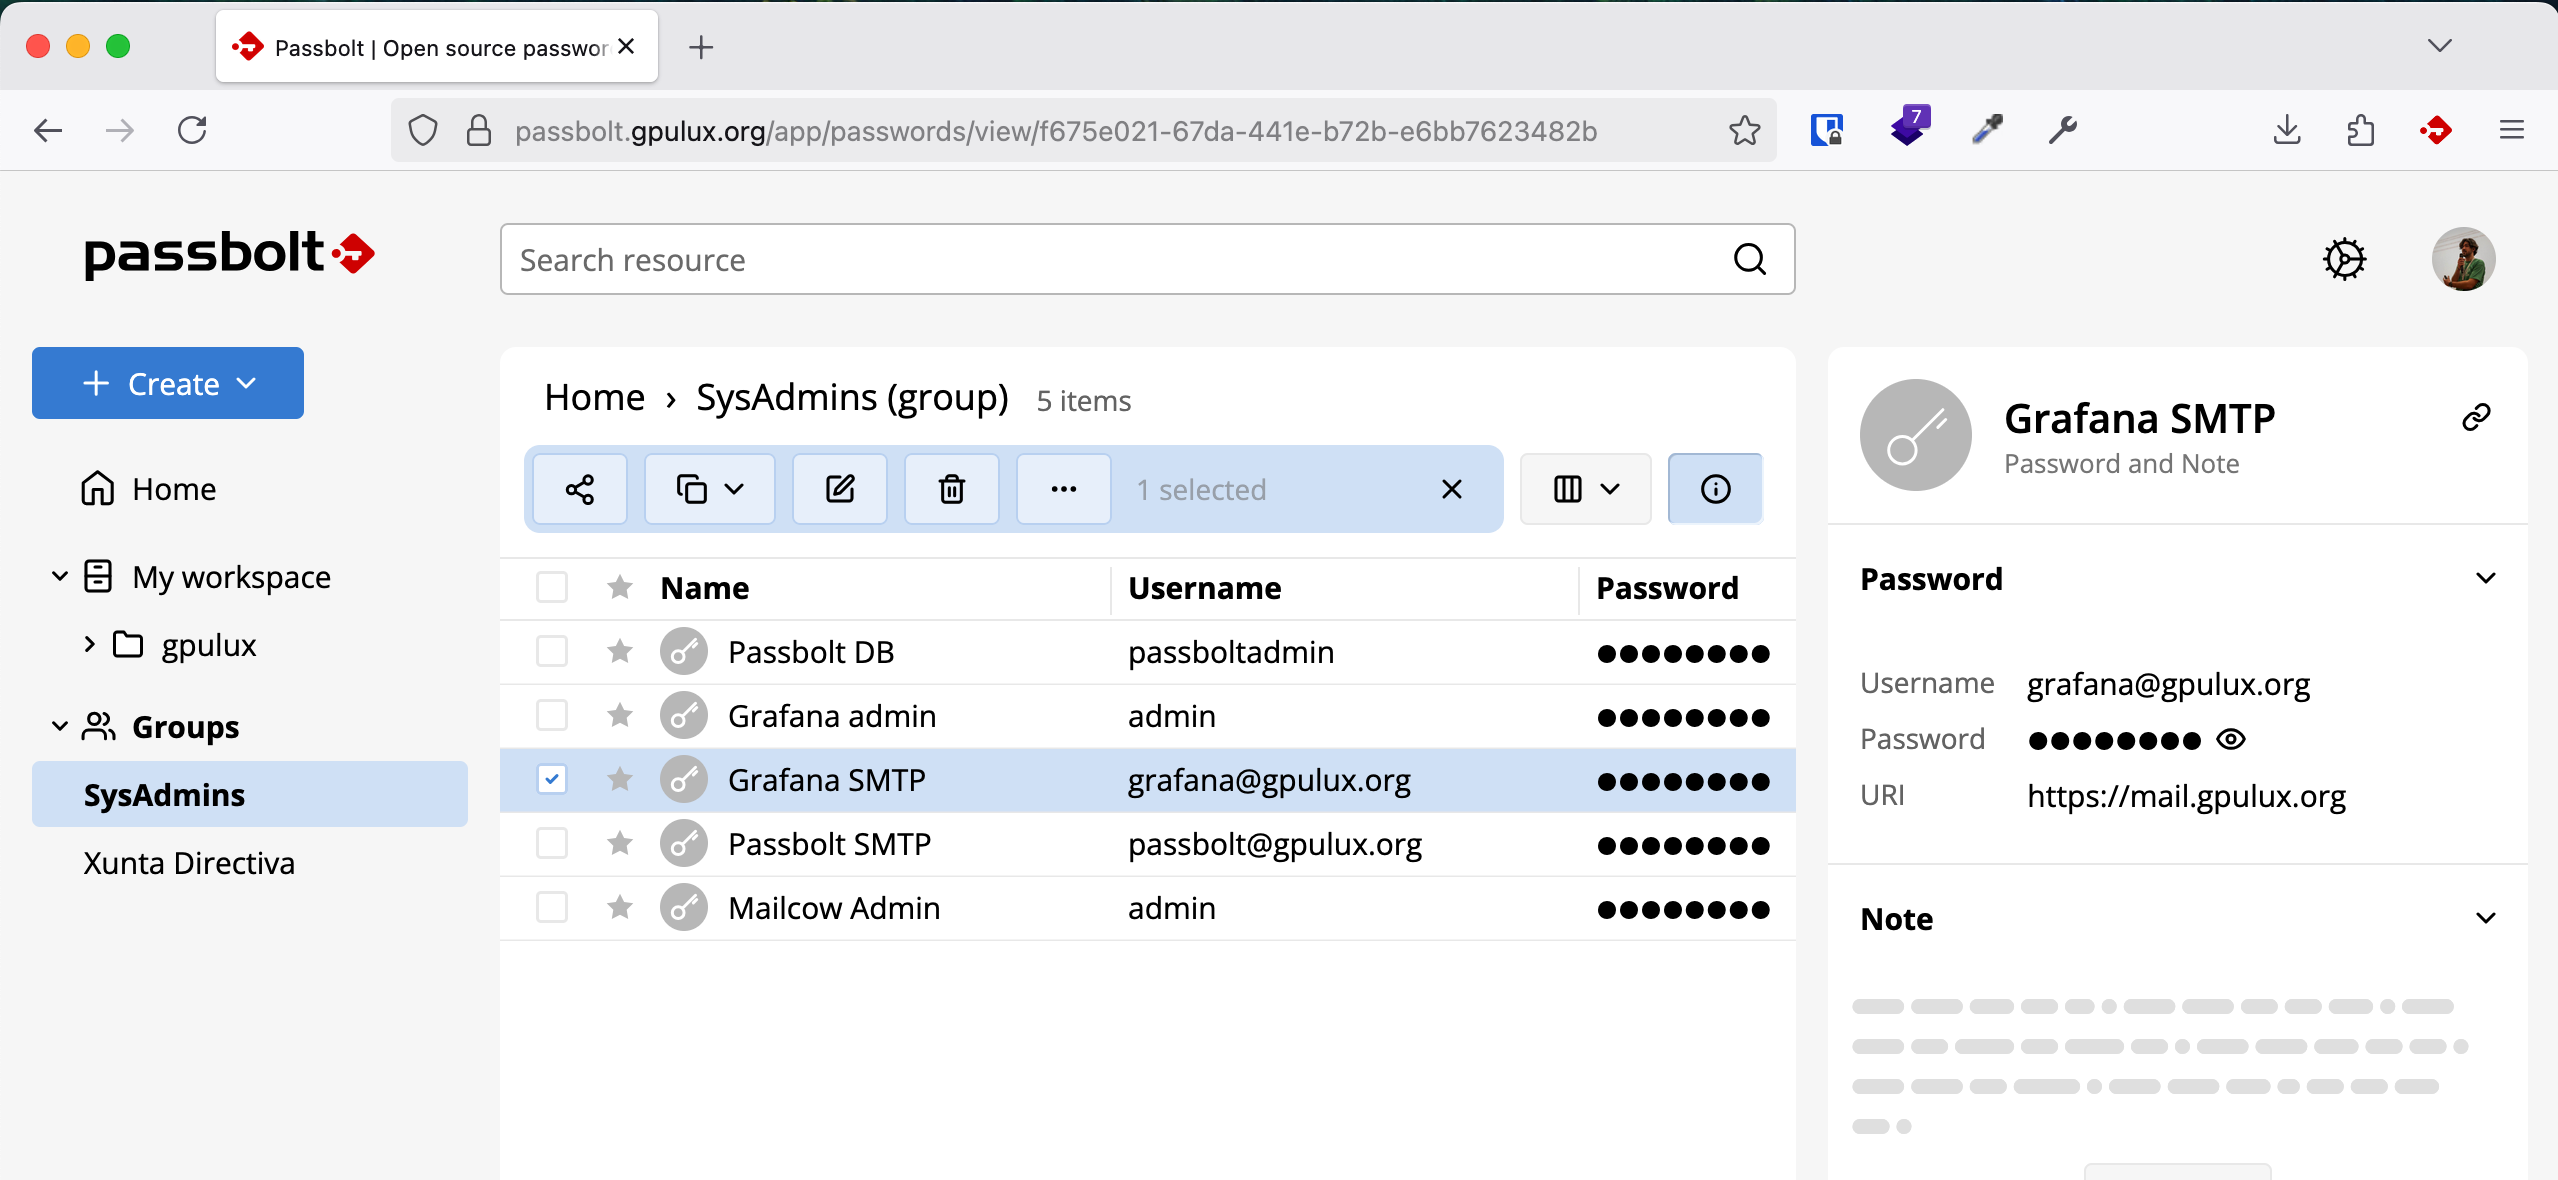 Passbolt | Open source passwor
passbolt.gpulux.org/app/passwords/view/f675e021-67da-441e-b72b-e6bb7623482b
7
passbolt
Search resource
Create
Home
My workspace
gpulux
Groups
SysAdmins
Xunta Directiva
Home › SysAdmins (group) 5 items
1 selected
Name Username Password
Passbolt DB passboltadmin ●●●●●●●●
Grafana admin admin ●●●●●●●●
Grafana SMTP grafana@gpulux.org ●●●●●●●●
Passbolt SMTP passbolt@gpulux.org ●●●●●●●●
Mailcow Admin admin ●●●●●●●●
Grafana SMTP
Password and Note
Password
Username grafana@gpulux.org
Password ●●●●●●●●
URI https://mail.gpulux.org
Note